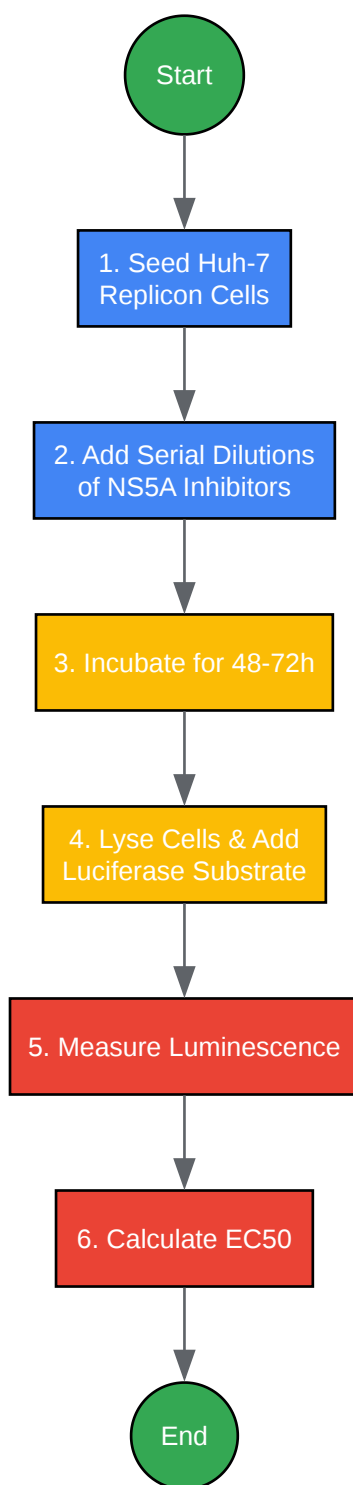 Start
1. Seed Huh-7
Replicon Cells
2. Add Serial Dilutions
of NS5A Inhibitors
3. Incubate for 48-72h
4. Lyse Cells & Add
Luciferase Substrate
5. Measure Luminescence
6. Calculate EC50
End